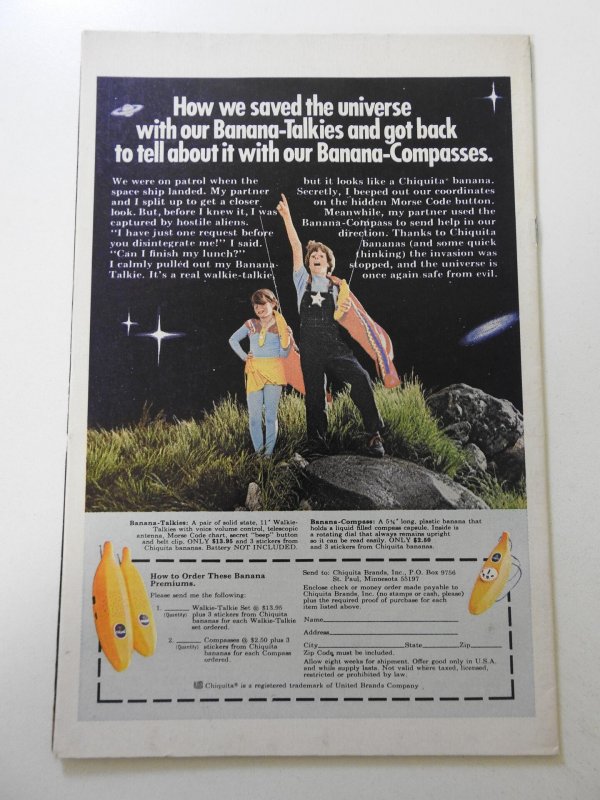 How we saved the universe
with our Banana-Talkies and got back
to tell about it with our Banana-Compasses.
We were on patrol when the
space ship landed. My partner
and I split up to get a closer
look. But, before I knew it, I was
captured by hostile aliens.
"I have just one request before
you disintegrate me!" I said.
"Can I finish my lunch?"
I calmly pulled out my Banana-
Talkie. It's a real walkie-talkie,
but it looks like a Chiquita® banana.
Secretly, I beeped out our coordinates
on the hidden Morse Code button.
Meanwhile, my partner used the
Banana-Compass to send help in our
direction. Thanks to Chiquita
bananas (and some quick
thinking) the invasion was
stopped, and the universe is
once again safe from evil.
Banana-Talkies: A pair of solid state, 11" Walkie-
Talkies with voice volume control, telescopic
antenna, Morse Code chart, secret "beep" button
and belt clip. ONLY $13.95 and 3 stickers from
Chiquita bananas. Battery NOT INCLUDED.
Banana-Compass: A 5¾" long, plastic banana that
holds a liquid filled compass capsule. Inside is
a rotating dial that always remains upright
so it can be read easily. ONLY $2.50
and 3 stickers from Chiquita bananas.
How to Order These Banana
Premiums.
Please send me the following:
1. ______ Walkie-Talkie Set @ $13.95
(Quantity) plus 3 stickers from Chiquita
bananas for each Walkie-Talkie
set ordered.
2. ______ Compasses @ $2.50 plus 3
(Quantity) stickers from Chiquita
bananas for each Compass
ordered.
Send to: Chiquita Brands, Inc., P.O. Box 9756
St. Paul, Minnesota 55197
Enclose check or money order made payable to
Chiquita Brands, Inc. (no stamps or cash, please)
plus the required proof of purchase for each
item listed above.
Name
Address
City State Zip
Zip Code must be included.
Allow eight weeks for shipment. Offer good only in U.S.A.
and while supply lasts. Not valid where taxed, licensed,
restricted or prohibited by law.
Chiquita® is a registered trademark of United Brands Company